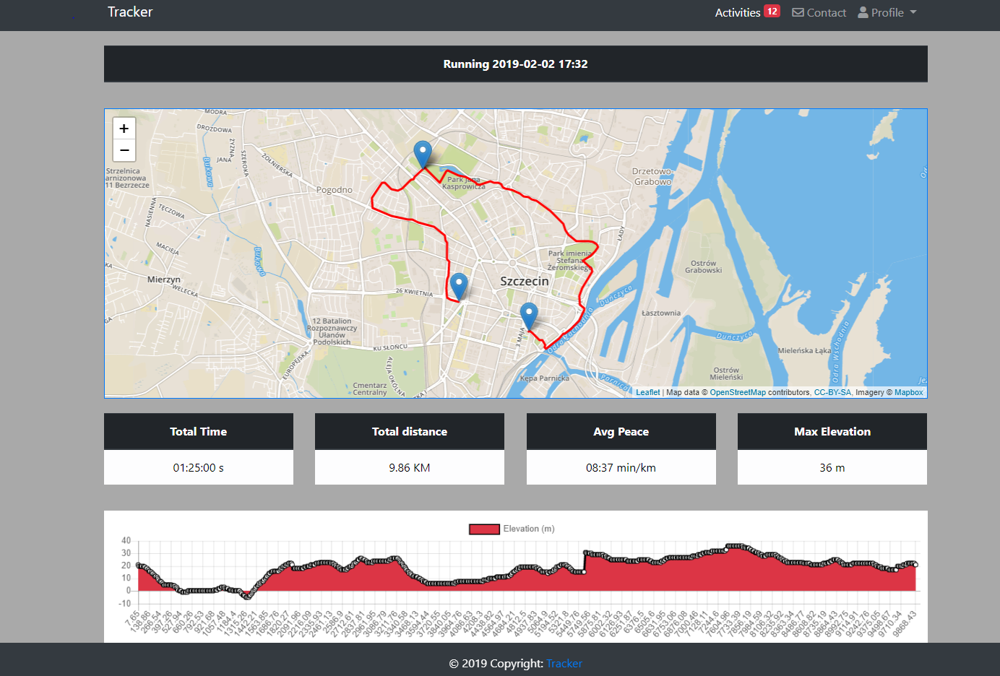 Tracker
Activities 12
Contact
Profile
Running 2019-02-02 17:32
+
−
MODRA
DROZDOWA
ŻYZNA
JANA
SZEROKA
ŻOŁNIERSKA
Bukowa
Strzelnica
arnizonowa
11 Bezrzecze
Pogodno
NASIENNA
TĘCZOWA
MACIEJA
Bukowa
Mierzyn
WELECKA
Park Jana
Kasprowicza
Drzetowo-
Grabowo
ŁADY
Park imienia
Stefana
Żeromskiego
Ostrów
Grabowski
Szczecin
26 KWIETNIA
12 Batalion
Rozpoznawczy
Ułanów
Podolskich
KU SŁOŃCU
EUROPEJSKA
ALEJA OKÓLNA
Cmentarz
Centralny
3 MAJA
Odra Zachodnia
Duńczyca
Łasztownia
Duńczyca
Mieleńska Łąka
Odra Wschodnia
Kępa Parnicka
Parnica
Ostrów
Mieleński
Leaflet | Map data © OpenStreetMap contributors, CC-BY-SA, Imagery © Mapbox
Total Time
01:25:00 s
Total distance
9.86 KM
Avg Peace
08:37 min/km
Max Elevation
36 m
Elevation (m)
40
30
20
10
0
-10
7.65
138.86
266.54
397.26
527.94
660.26
792.53
921.68
1057.48
1184.4
1315.26
1442.21
1563.85
1686.76
1820.27
2091.96
2216.09
2335.93
2461.13
2586.9
2712.61
2837.81
2961.95
3086.79
3211.76
3340.58
3468.13
3594.44
3720.55
3840.05
3964.76
4086.63
4208.3
4438.82
4564.97
4684.21
4812.5
4937.83
5064.9
5194.52
5321.8
5449.76
5749.56
5875.81
6002.32
6126.93
6251.87
6376.5
6505.6
6631.95
6753.06
6876.08
7000.46
7128.11
7244.6
7604.96
7733.39
7856.19
7984.59
8106.32
8235.92
8363.34
8486.77
8608.82
8735.19
8864.43
8992.75
9114.91
9242.76
9375.05
9498.67
9710.34
9868.43
© 2019 Copyright: Tracker